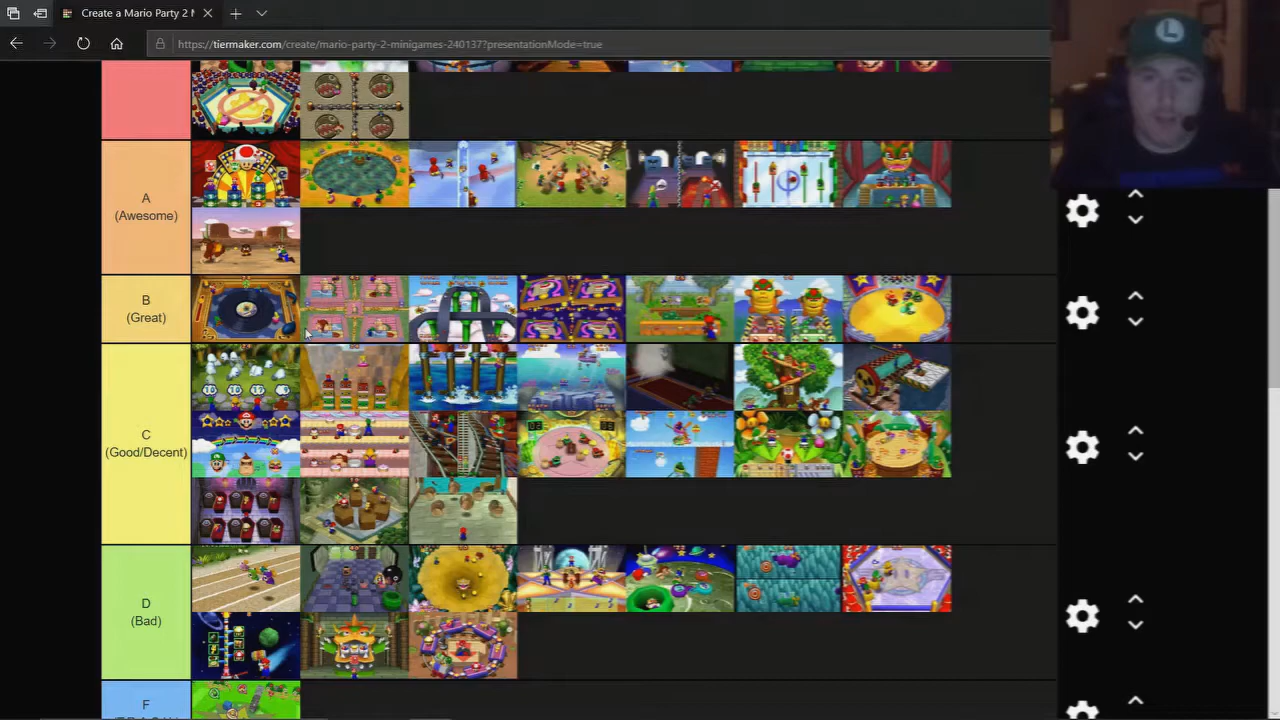 Create a Mario Party 2 M
https://tiermaker.com/create/mario-party-2-minigames-240137?presentationMode=true
L
A
(Awesome)
B
(Great)
C
(Good/Decent)
D
(Bad)
F